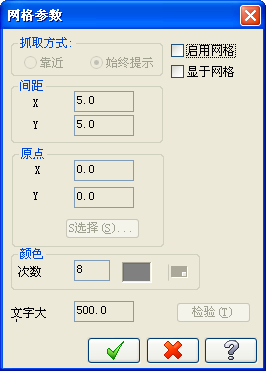 网格参数
抓取方式:
靠近 始终提示
启用网格
显于网格
间距
X 5.0
Y 5.0
原点
X 0.0
Y 0.0
S选择(S)...
颜色
次数 8
文字大 500.0
检验(T)